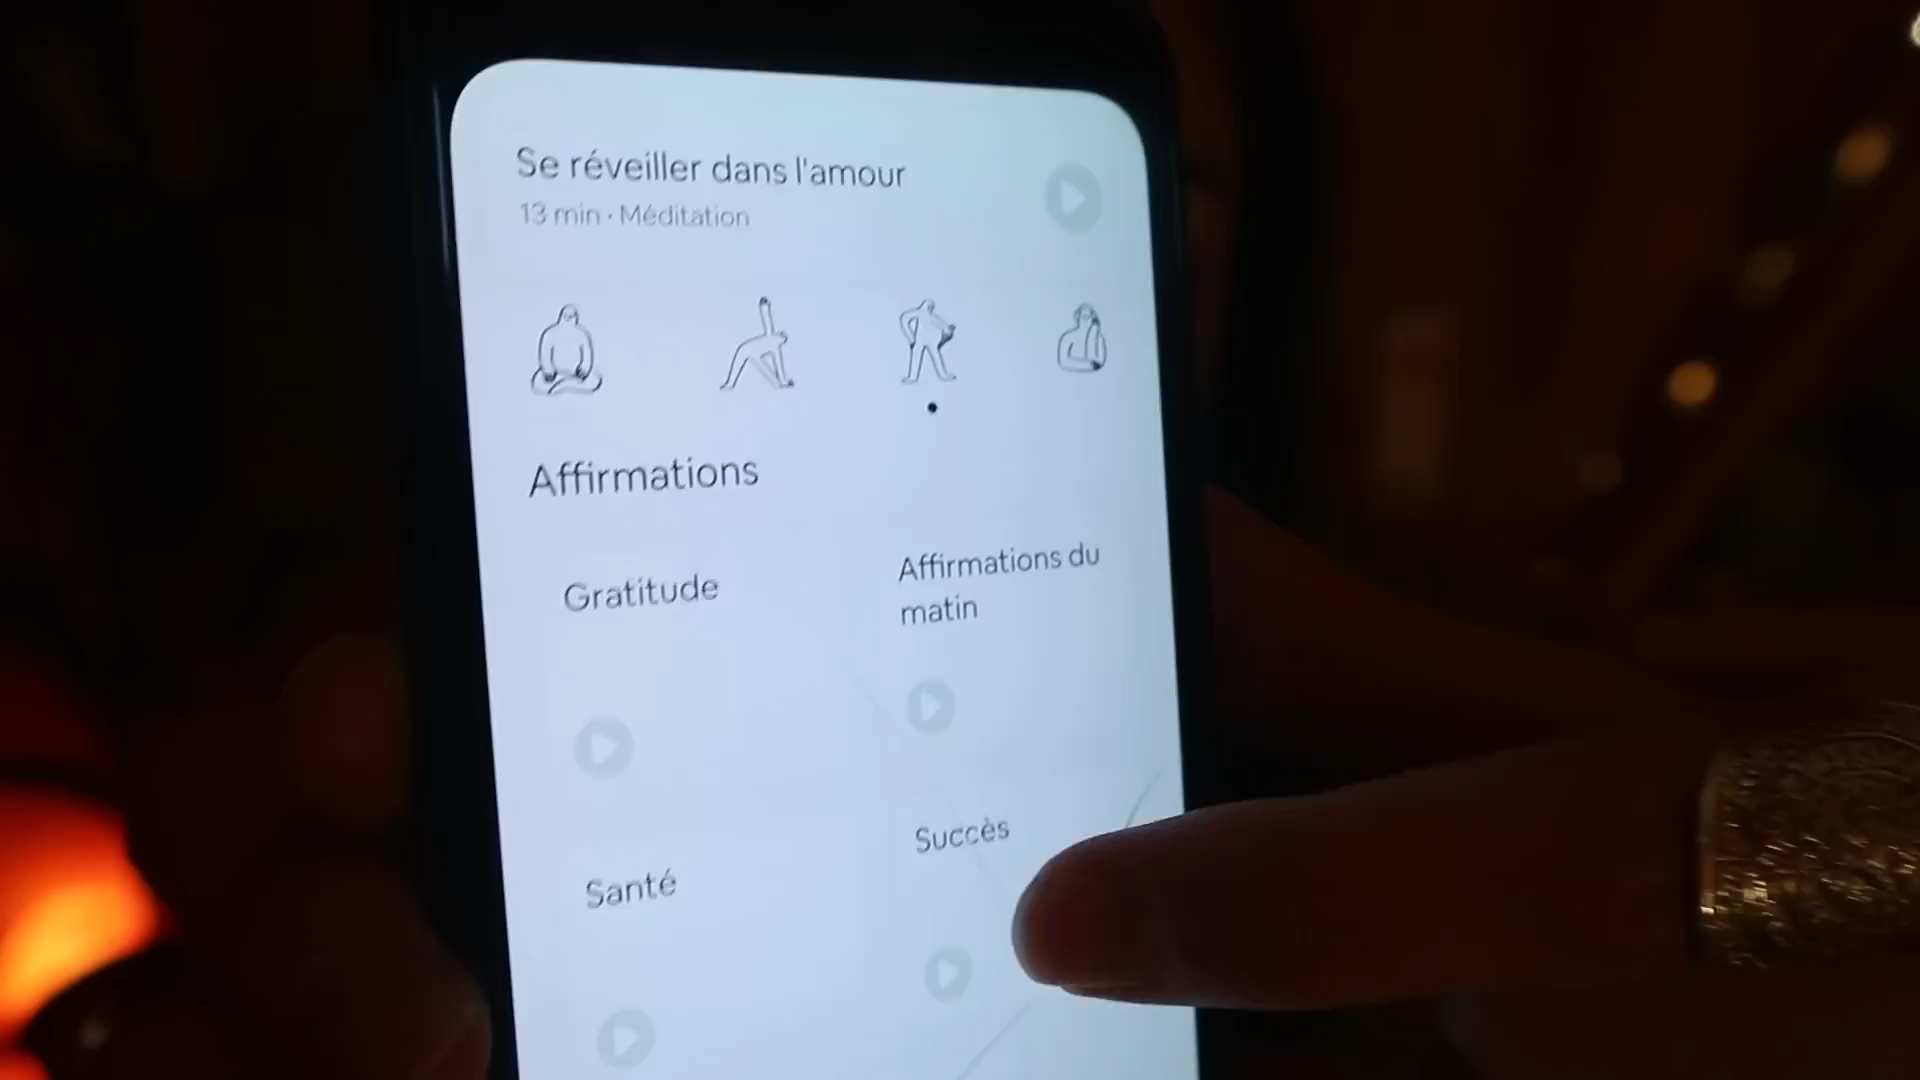 Se réveiller dans l'amour
13 min · Méditation
Affirmations
Gratitude
Affirmations du
matin
Succès
Santé